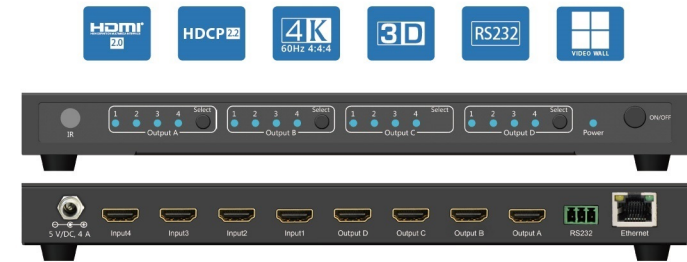 HDMI 2.0
HDCP 2.2
4K
60Hz 4:4:4
3D
RS232
VIDEO WALL
IR
1 2 3 4 Select
Output A
1 2 3 4 Select
Output B
1 2 3 4 Select
Output C
1 2 3 4 Select
Output D
Power
ON/OFF
5 V/DC, 4 A
Input4
Input3
Input2
Input1
Output D
Output C
Output B
Output A
RS232
Ethernet